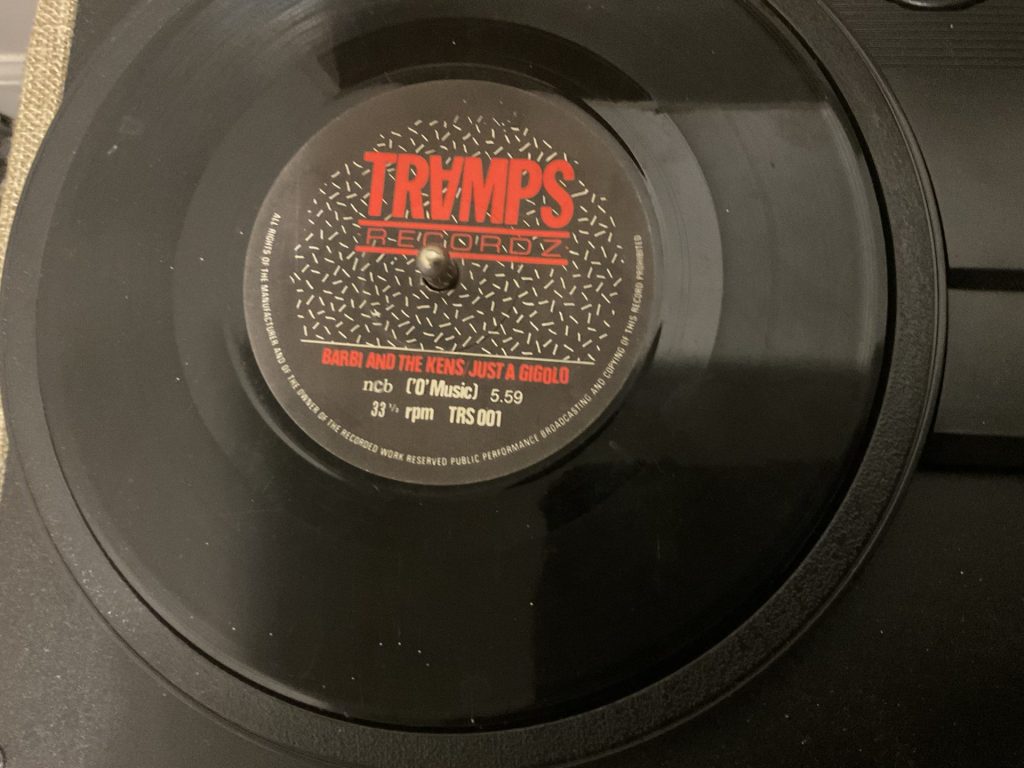 TRAMPS
RECORDZ
BARBI AND THE KENS/JUST A GIGOLO
ncb ('O' Music) 5.59
33 1/3 rpm TRS 001
ALL RIGHTS OF THE MANUFACTURER AND OF THE OWNER OF THE RECORDED WORK RESERVED PUBLIC PERFORMANCE BROADCASTING AND COPYING OF THIS RECORD PROHIBITED